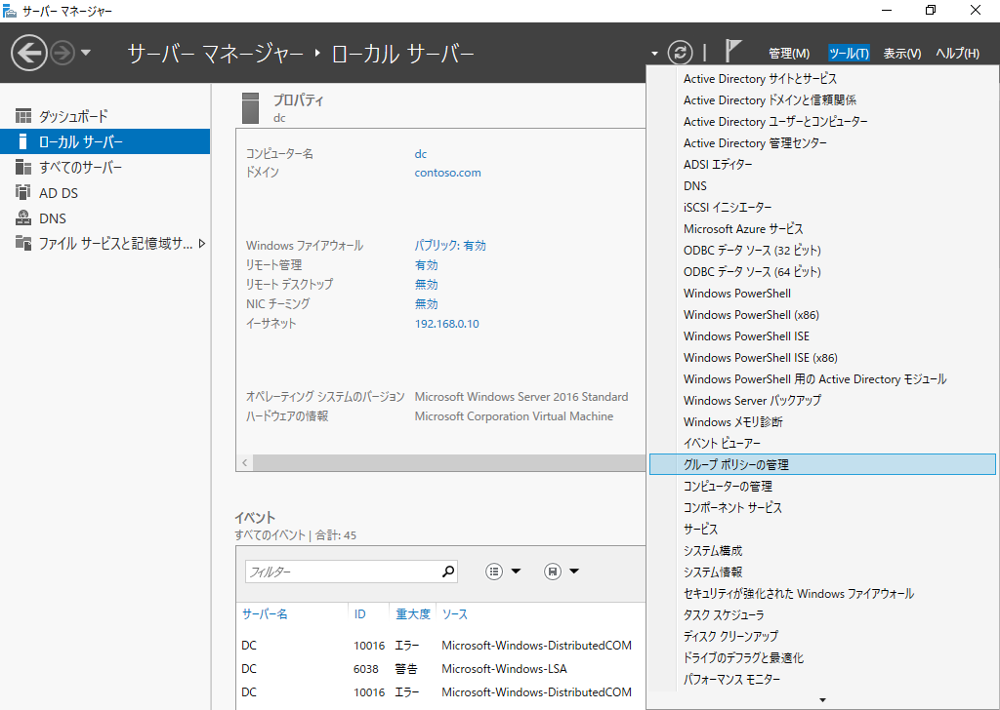 サーバー マネージャー
サーバー マネージャー ‣ ローカル サーバー
管理(M) ツール(T) 表示(V) ヘルプ(H)
ダッシュボード
ローカル サーバー
すべてのサーバー
AD DS
DNS
ファイル サービスと記憶域サ...
プロパティ
dc
コンピューター名 dc
ドメイン contoso.com
Windows ファイアウォール パブリック: 有効
リモート管理 有効
リモート デスクトップ 無効
NIC チーミング 無効
イーサネット 192.168.0.10
オペレーティング システムのバージョン Microsoft Windows Server 2016 Standard
ハードウェアの情報 Microsoft Corporation Virtual Machine
イベント
すべてのイベント | 合計: 45
フィルター
サーバー名 ID 重大度 ソース
DC 10016 エラー Microsoft-Windows-DistributedCOM
DC 6038 警告 Microsoft-Windows-LSA
DC 10016 エラー Microsoft-Windows-DistributedCOM
Active Directory サイトとサービス
Active Directory ドメインと信頼関係
Active Directory ユーザーとコンピューター
Active Directory 管理センター
ADSI エディター
DNS
iSCSI イニシエーター
Microsoft Azure サービス
ODBC データ ソース (32 ビット)
ODBC データ ソース (64 ビット)
Windows PowerShell
Windows PowerShell (x86)
Windows PowerShell ISE
Windows PowerShell ISE (x86)
Windows PowerShell 用の Active Directory モジュール
Windows Server バックアップ
Windows メモリ診断
イベント ビューアー
グループ ポリシーの管理
コンピューターの管理
コンポーネント サービス
サービス
システム構成
システム情報
セキュリティが強化された Windows ファイアウォール
タスク スケジューラ
ディスク クリーンアップ
ドライブのデフラグと最適化
パフォーマンス モニター